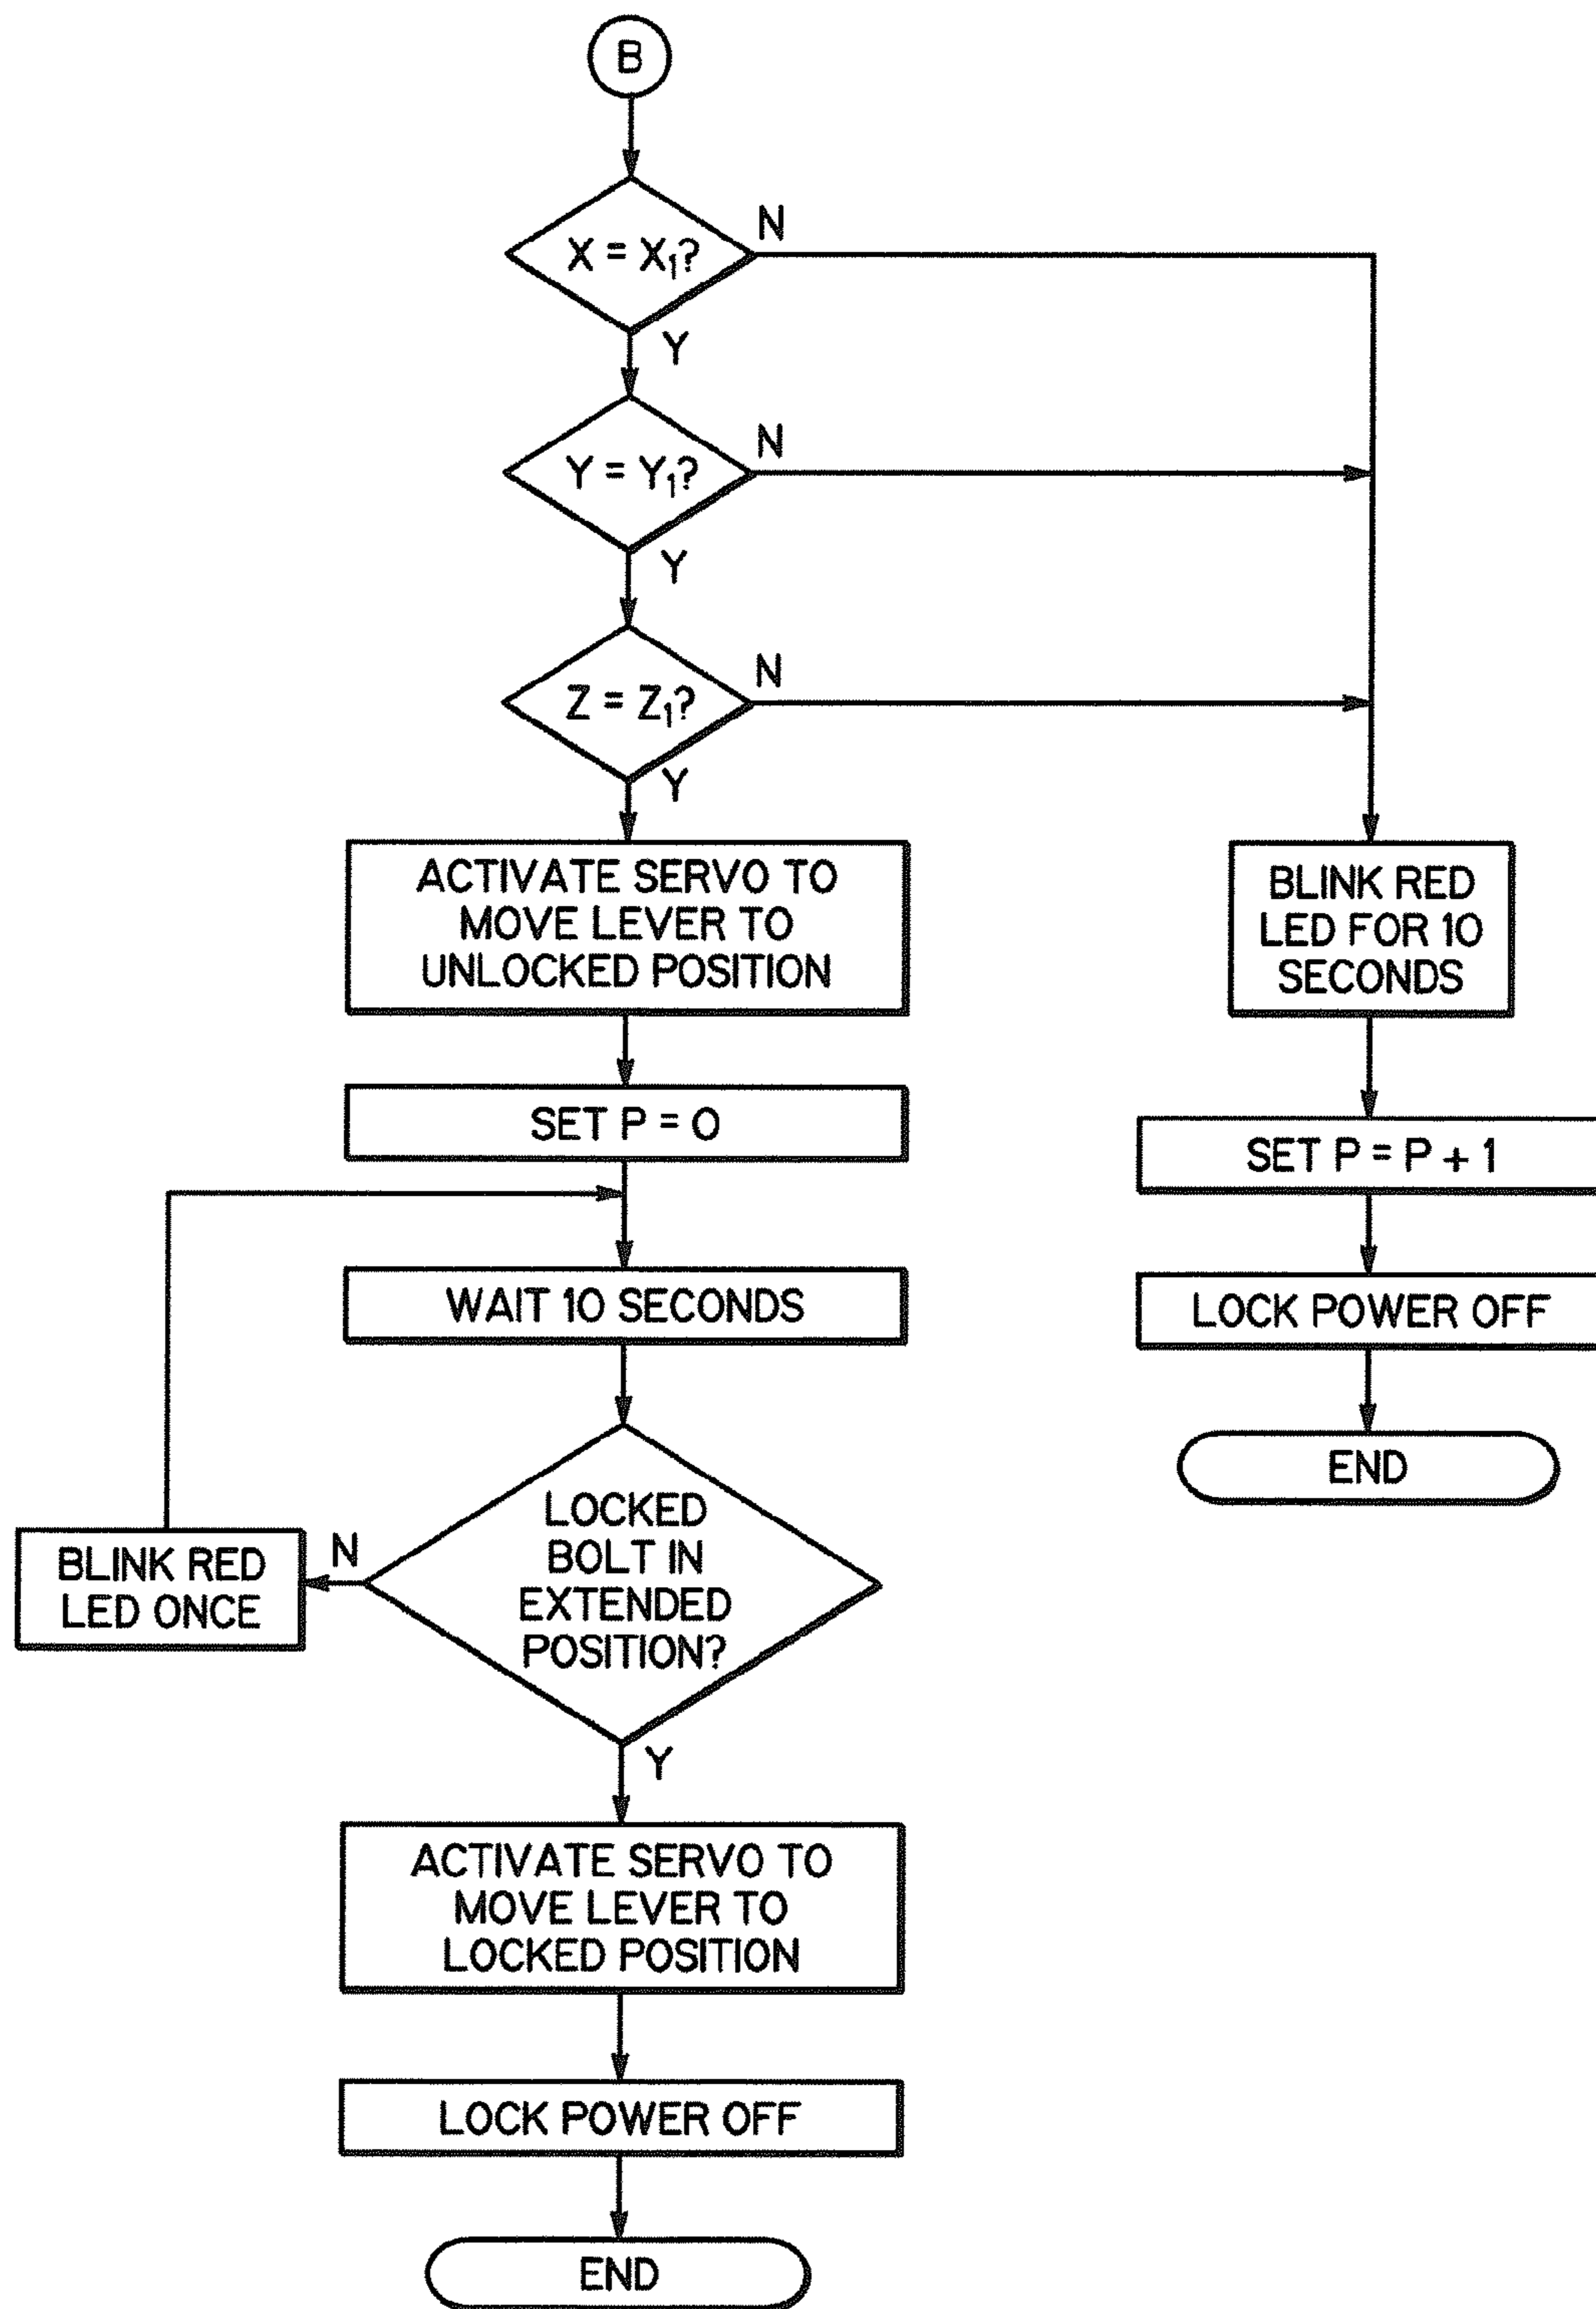 B
X = X₁?
N
Y
Y = Y₁?
N
Y
Z = Z₁?
N
Y
ACTIVATE SERVO TO
MOVE LEVER TO
UNLOCKED POSITION
SET P = 0
WAIT 10 SECONDS
LOCKED
BOLT IN
EXTENDED
POSITION?
N
BLINK RED
LED ONCE
Y
ACTIVATE SERVO TO
MOVE LEVER TO
LOCKED POSITION
LOCK POWER OFF
END
BLINK RED
LED FOR 10
SECONDS
SET P = P + 1
LOCK POWER OFF
END